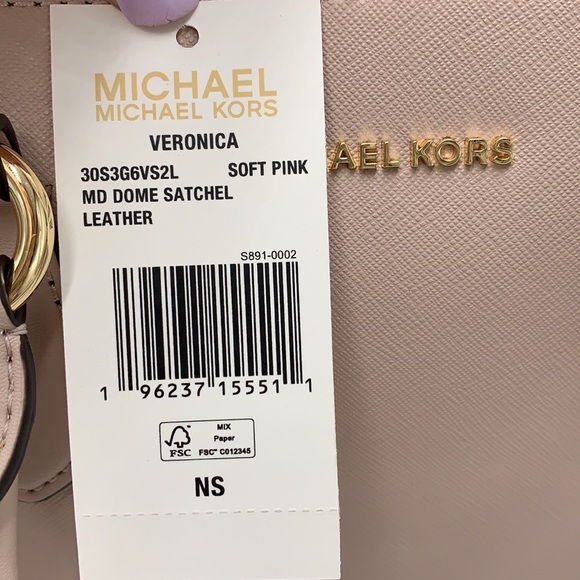 MICHAEL
MICHAEL KORS
VERONICA
30S3G6VS2L SOFT PINK
MD DOME SATCHEL
LEATHER
S891-0002
1 96237 15551 1
FSC
MIX
Paper
FSC™ C012345
NS
AEL KORS